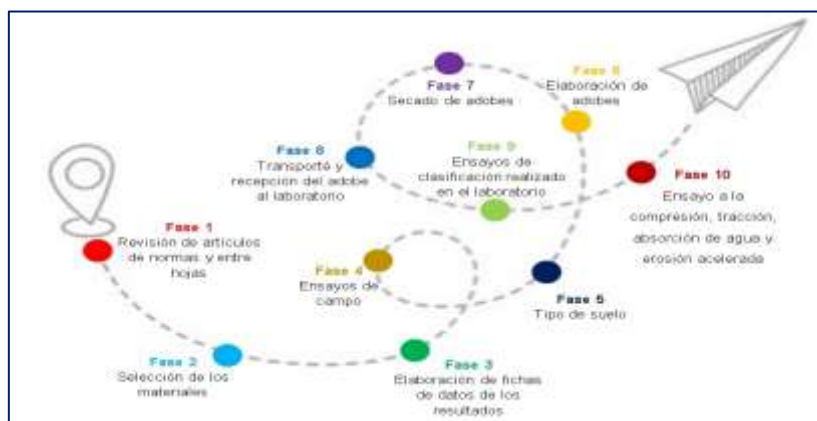 Fase 1
Revisión de artículos
de normas y entre
hojas
Fase 2
Selección de los
materiales
Fase 3
Elaboración de fichas
de datos de los
resultados
Fase 4
Ensayos de
campo
Fase 5
Tipo de suelo
Fase 6
Elaboración de
adobes
Fase 7
Secado de adobes
Fase 8
Transporte y
recepción del adobe
al laboratorio
Fase 9
Ensayos de
clasificación realizado
en el laboratorio
Fase 10
Ensayo a la
compresión, tracción,
absorción de agua y
erosión acelerada